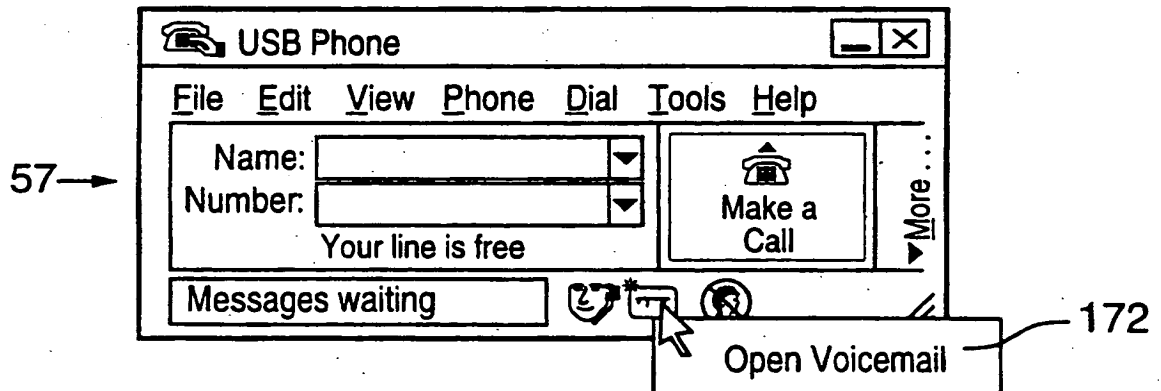 USB Phone
File Edit View Phone Dial Tools Help
Name:
Number:
Your line is free
Make a
Call
More...
57
Messages waiting
Open Voicemail
172